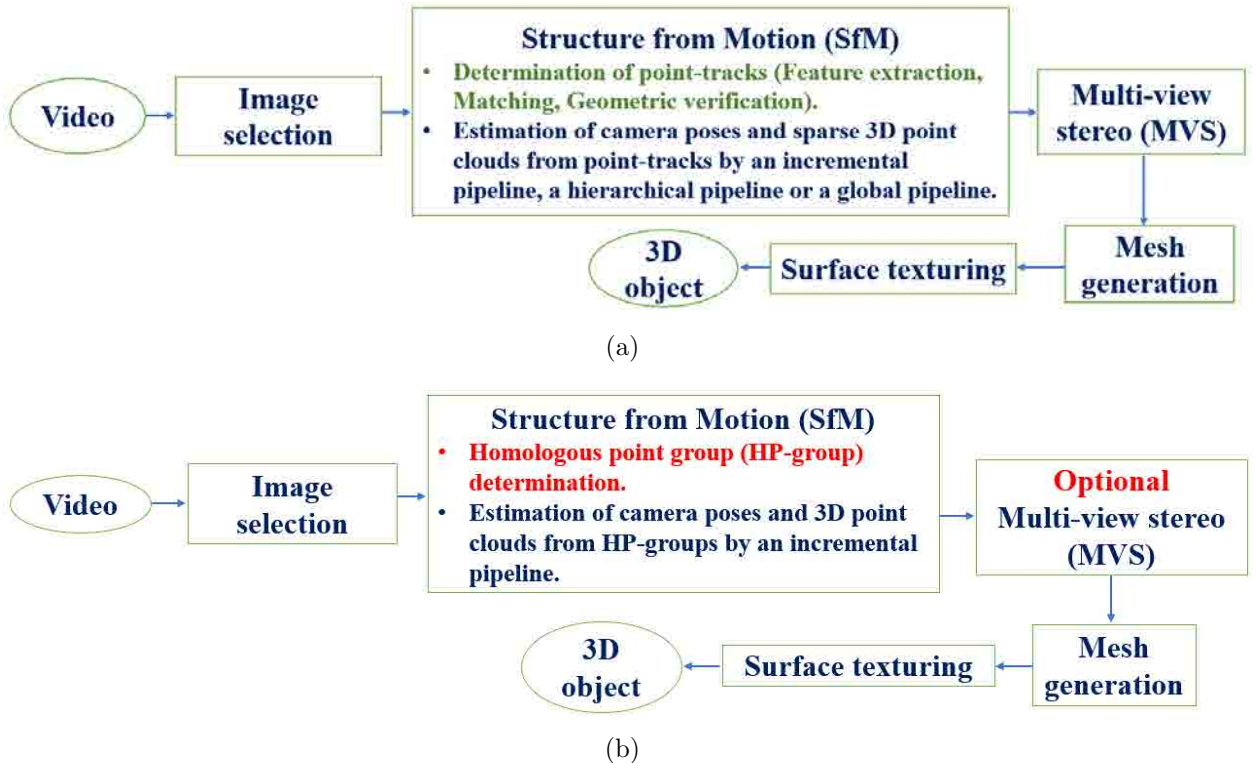 Video
Image
selection
Structure from Motion (SfM)
• Determination of point-tracks (Feature extraction,
Matching, Geometric verification).
• Estimation of camera poses and sparse 3D point
clouds from point-tracks by an incremental
pipeline, a hierarchical pipeline or a global pipeline.
Multi-view
stereo (MVS)
Mesh
generation
Surface texturing
3D
object
(a)
Video
Image
selection
Structure from Motion (SfM)
• Homologous point group (HP-group)
determination.
• Estimation of camera poses and 3D point
clouds from HP-groups by an incremental
pipeline.
Optional
Multi-view stereo
(MVS)
Mesh
generation
Surface texturing
3D
object
(b)